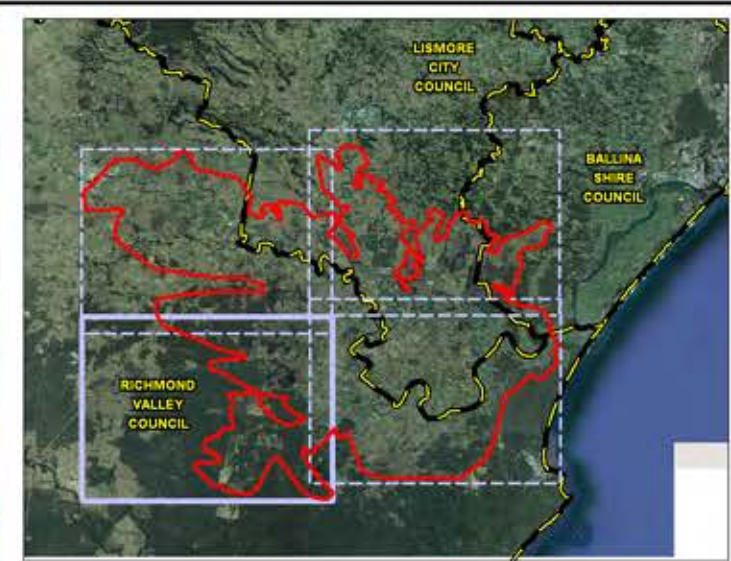 LISMORE
CITY
COUNCIL
BALLINA
SHIRE
COUNCIL
RICHMOND
VALLEY
COUNCIL